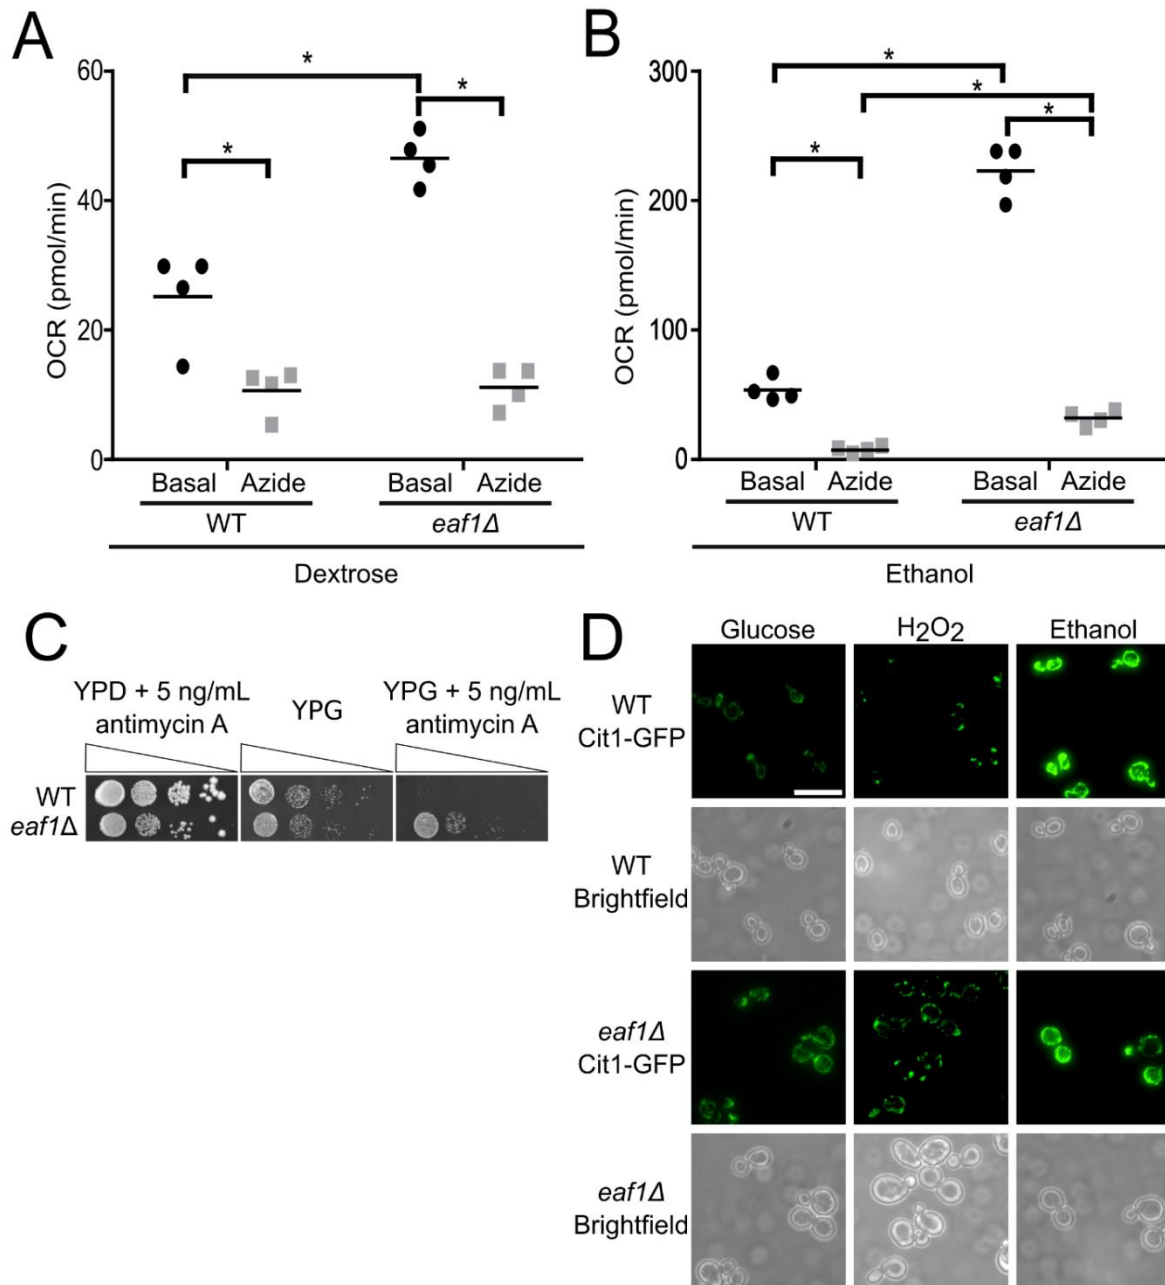 A
B
60
*
*
*
40
20
0
OCR (pmol/min)
Basal Azide Basal Azide
WT eaf1Δ
Dextrose
300
*
*
*
*
200
100
0
OCR (pmol/min)
Basal Azide Basal Azide
WT eaf1Δ
Ethanol
C
YPD + 5 ng/mL
antimycin A
YPG
YPG + 5 ng/mL
antimycin A
WT
eaf1Δ
D
Glucose H2O2 Ethanol
WT
Cit1-GFP
WT
Brightfield
eaf1Δ
Cit1-GFP
eaf1Δ
Brightfield